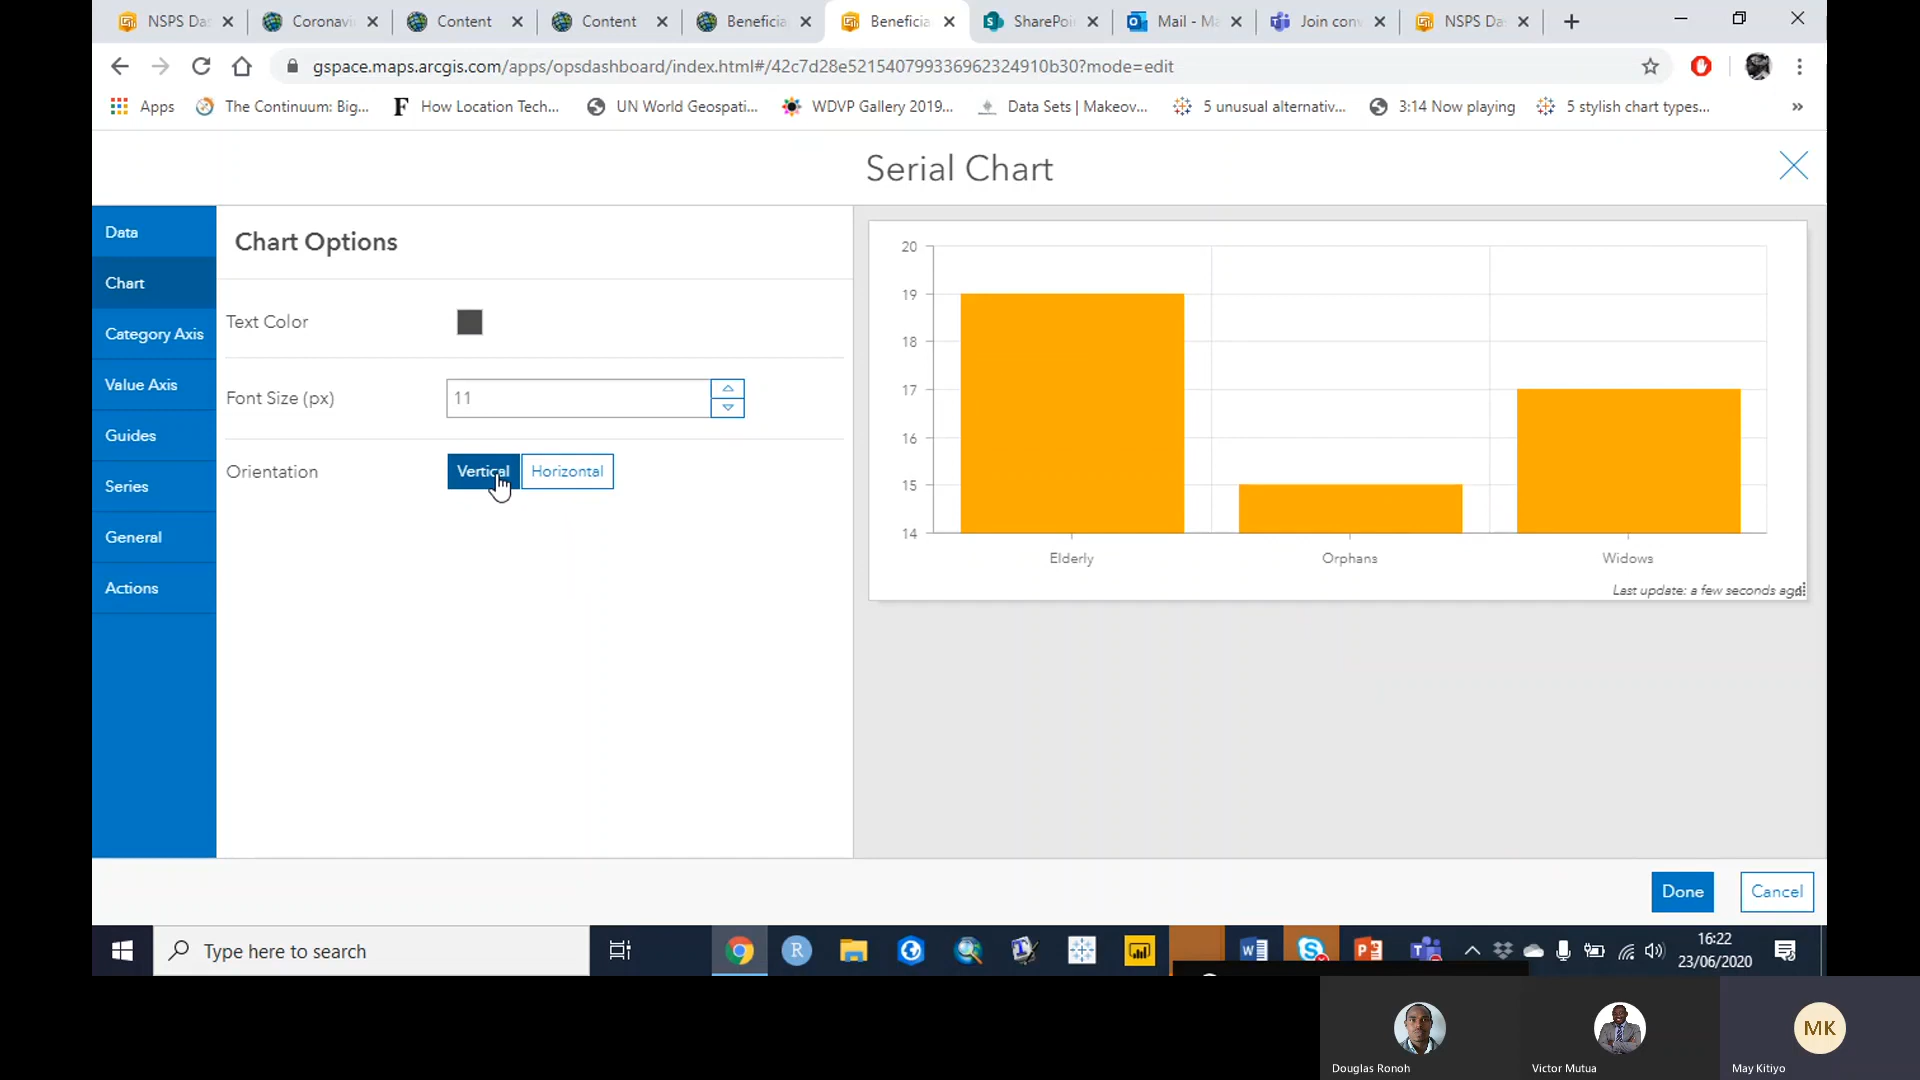 NSPS Das
Coronavi
Content
Content
Beneficia
Beneficia
SharePoi
Mail - Ma
Join con
NSPS Da
gspace.maps.arcgis.com/apps/opsdashboard/index.html#/42c7d28e521540799336962324910b30?mode=edit
Apps
The Continuum: Big...
How Location Tech...
UN World Geospati...
WDVP Gallery 2019...
Data Sets | Makeov...
5 unusual alternativ...
3:14 Now playing
5 stylish chart types...
»
Serial Chart
Data
Chart
Category Axis
Value Axis
Guides
Series
General
Actions
Chart Options
Text Color
Font Size (px)
11
Orientation
Vertical
Horizontal
20
19
18
17
16
15
14
Elderly
Orphans
Widows
Last update: a few seconds ago
Done
Cancel
Type here to search
16:22
23/06/2020
MK
Douglas Ronoh
Victor Mutua
May Kitiyo